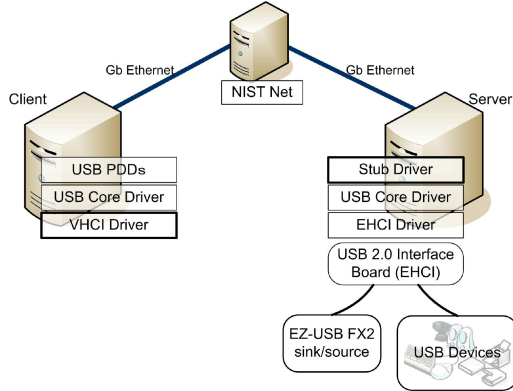 Gb Ethernet
Gb Ethernet
NIST Net
Client
Server
USB PDDs
USB Core Driver
VHCI Driver
Stub Driver
USB Core Driver
EHCI Driver
USB 2.0 Interface
Board (EHCI)
EZ-USB FX2
sink/source
USB Devices